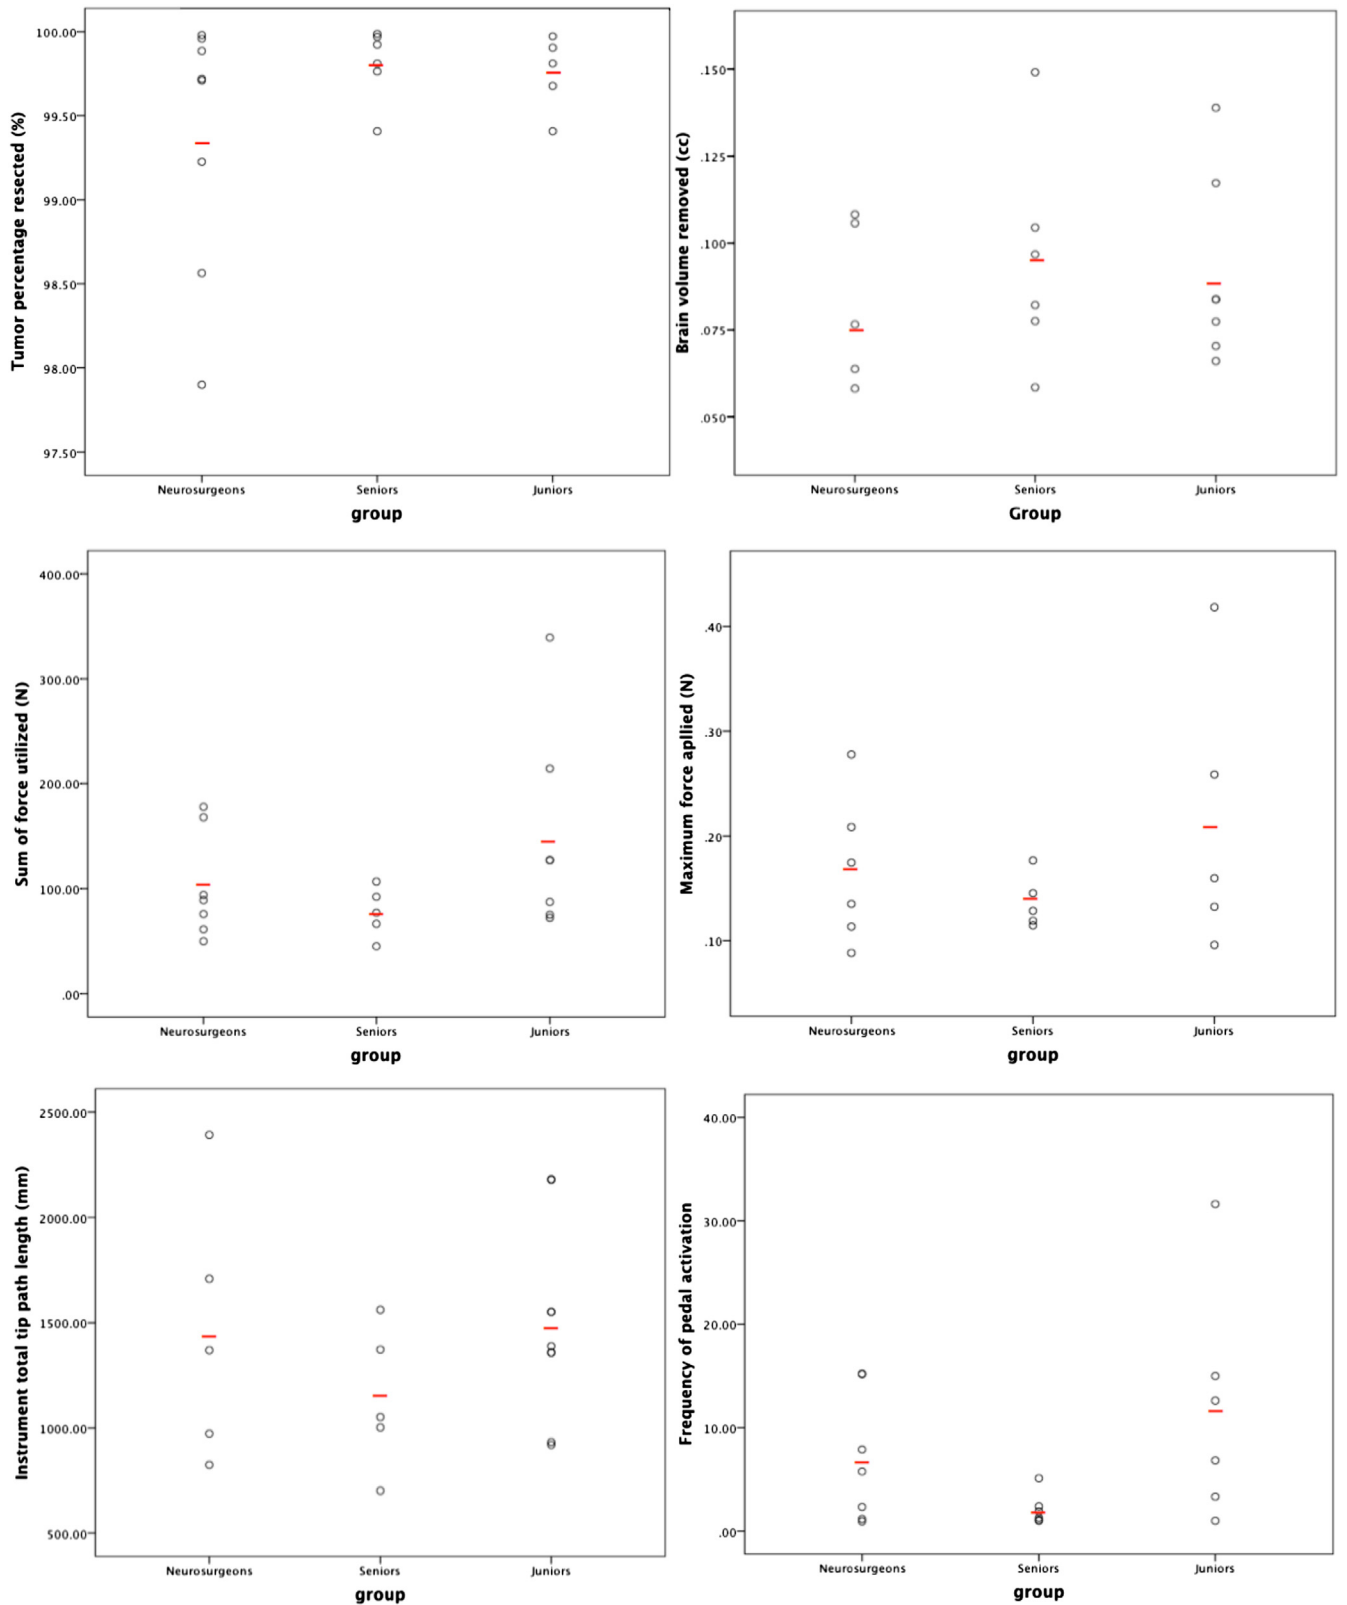 Tumor percentage resected (%)
100.00
99.50
99.00
98.50
98.00
97.50
Neurosurgeons Seniors Juniors
group
Brain volume removed (cc)
.150
.125
.100
.075
.050
Neurosurgeons Seniors Juniors
Group
Sum of force utilized (N)
400.00
300.00
200.00
100.00
.00
Neurosurgeons Seniors Juniors
group
Maximum force apllied (N)
.40
.30
.20
.10
Neurosurgeons Seniors Juniors
group
Instrument total tip path length (mm)
2500.00
2000.00
1500.00
1000.00
500.00
Neurosurgeons Seniors Juniors
group
Frequency of pedal activation
40.00
30.00
20.00
10.00
.00
Neurosurgeons Seniors Juniors
group